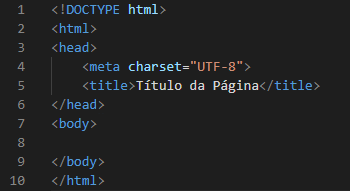 1 <!DOCTYPE html>
2 <html>
3 <head>
4     <meta charset="UTF-8">
5     <title>Título da Página</title>
6 </head>
7 <body>
8
9 </body>
10 </html>